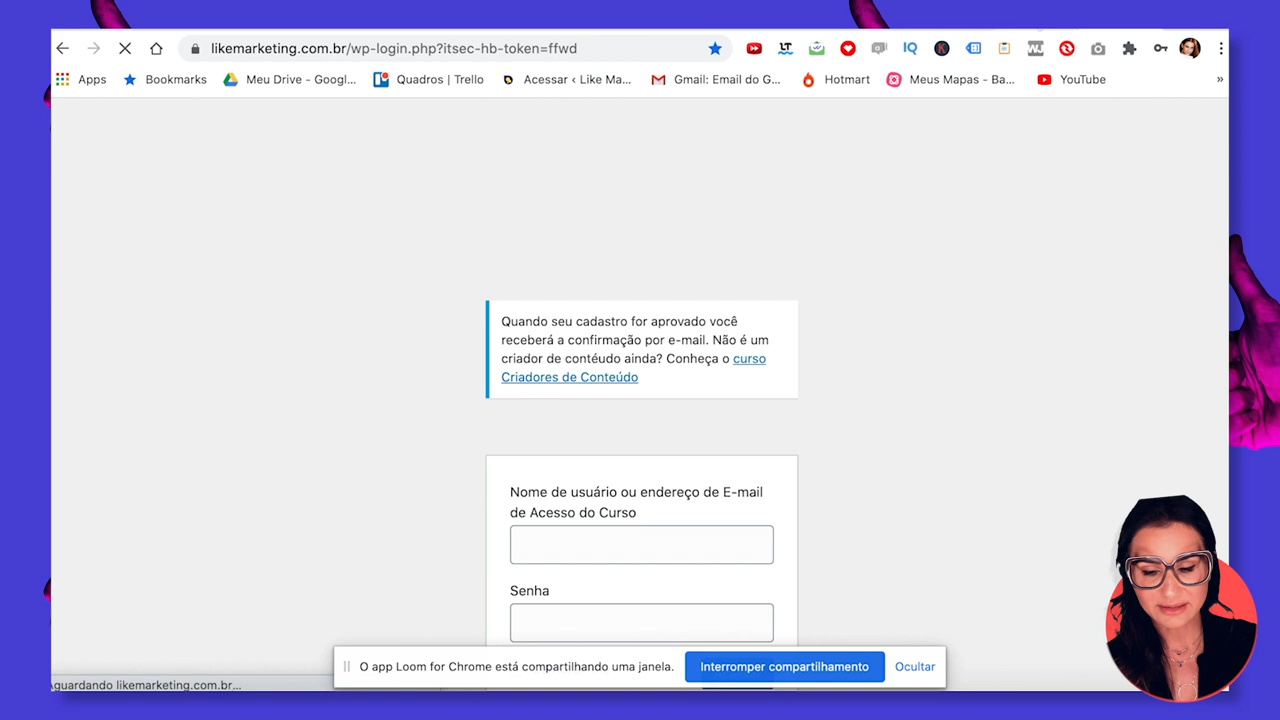 likemarketing.com.br/wp-login.php?itsec-hb-token=ffwd
Apps Bookmarks Meu Drive - Googl... Quadros | Trello Acessar ‹ Like Ma... Gmail: Email do G... Hotmart Meus Mapas - Ba... YouTube »
Quando seu cadastro for aprovado você
receberá a confirmação por e-mail. Não é um
criador de contéudo ainda? Conheça o curso
Criadores de Conteúdo
Nome de usuário ou endereço de E-mail
de Acesso do Curso
Senha
O app Loom for Chrome está compartilhando uma janela. Interromper compartilhamento Ocultar
Aguardando likemarketing.com.br...